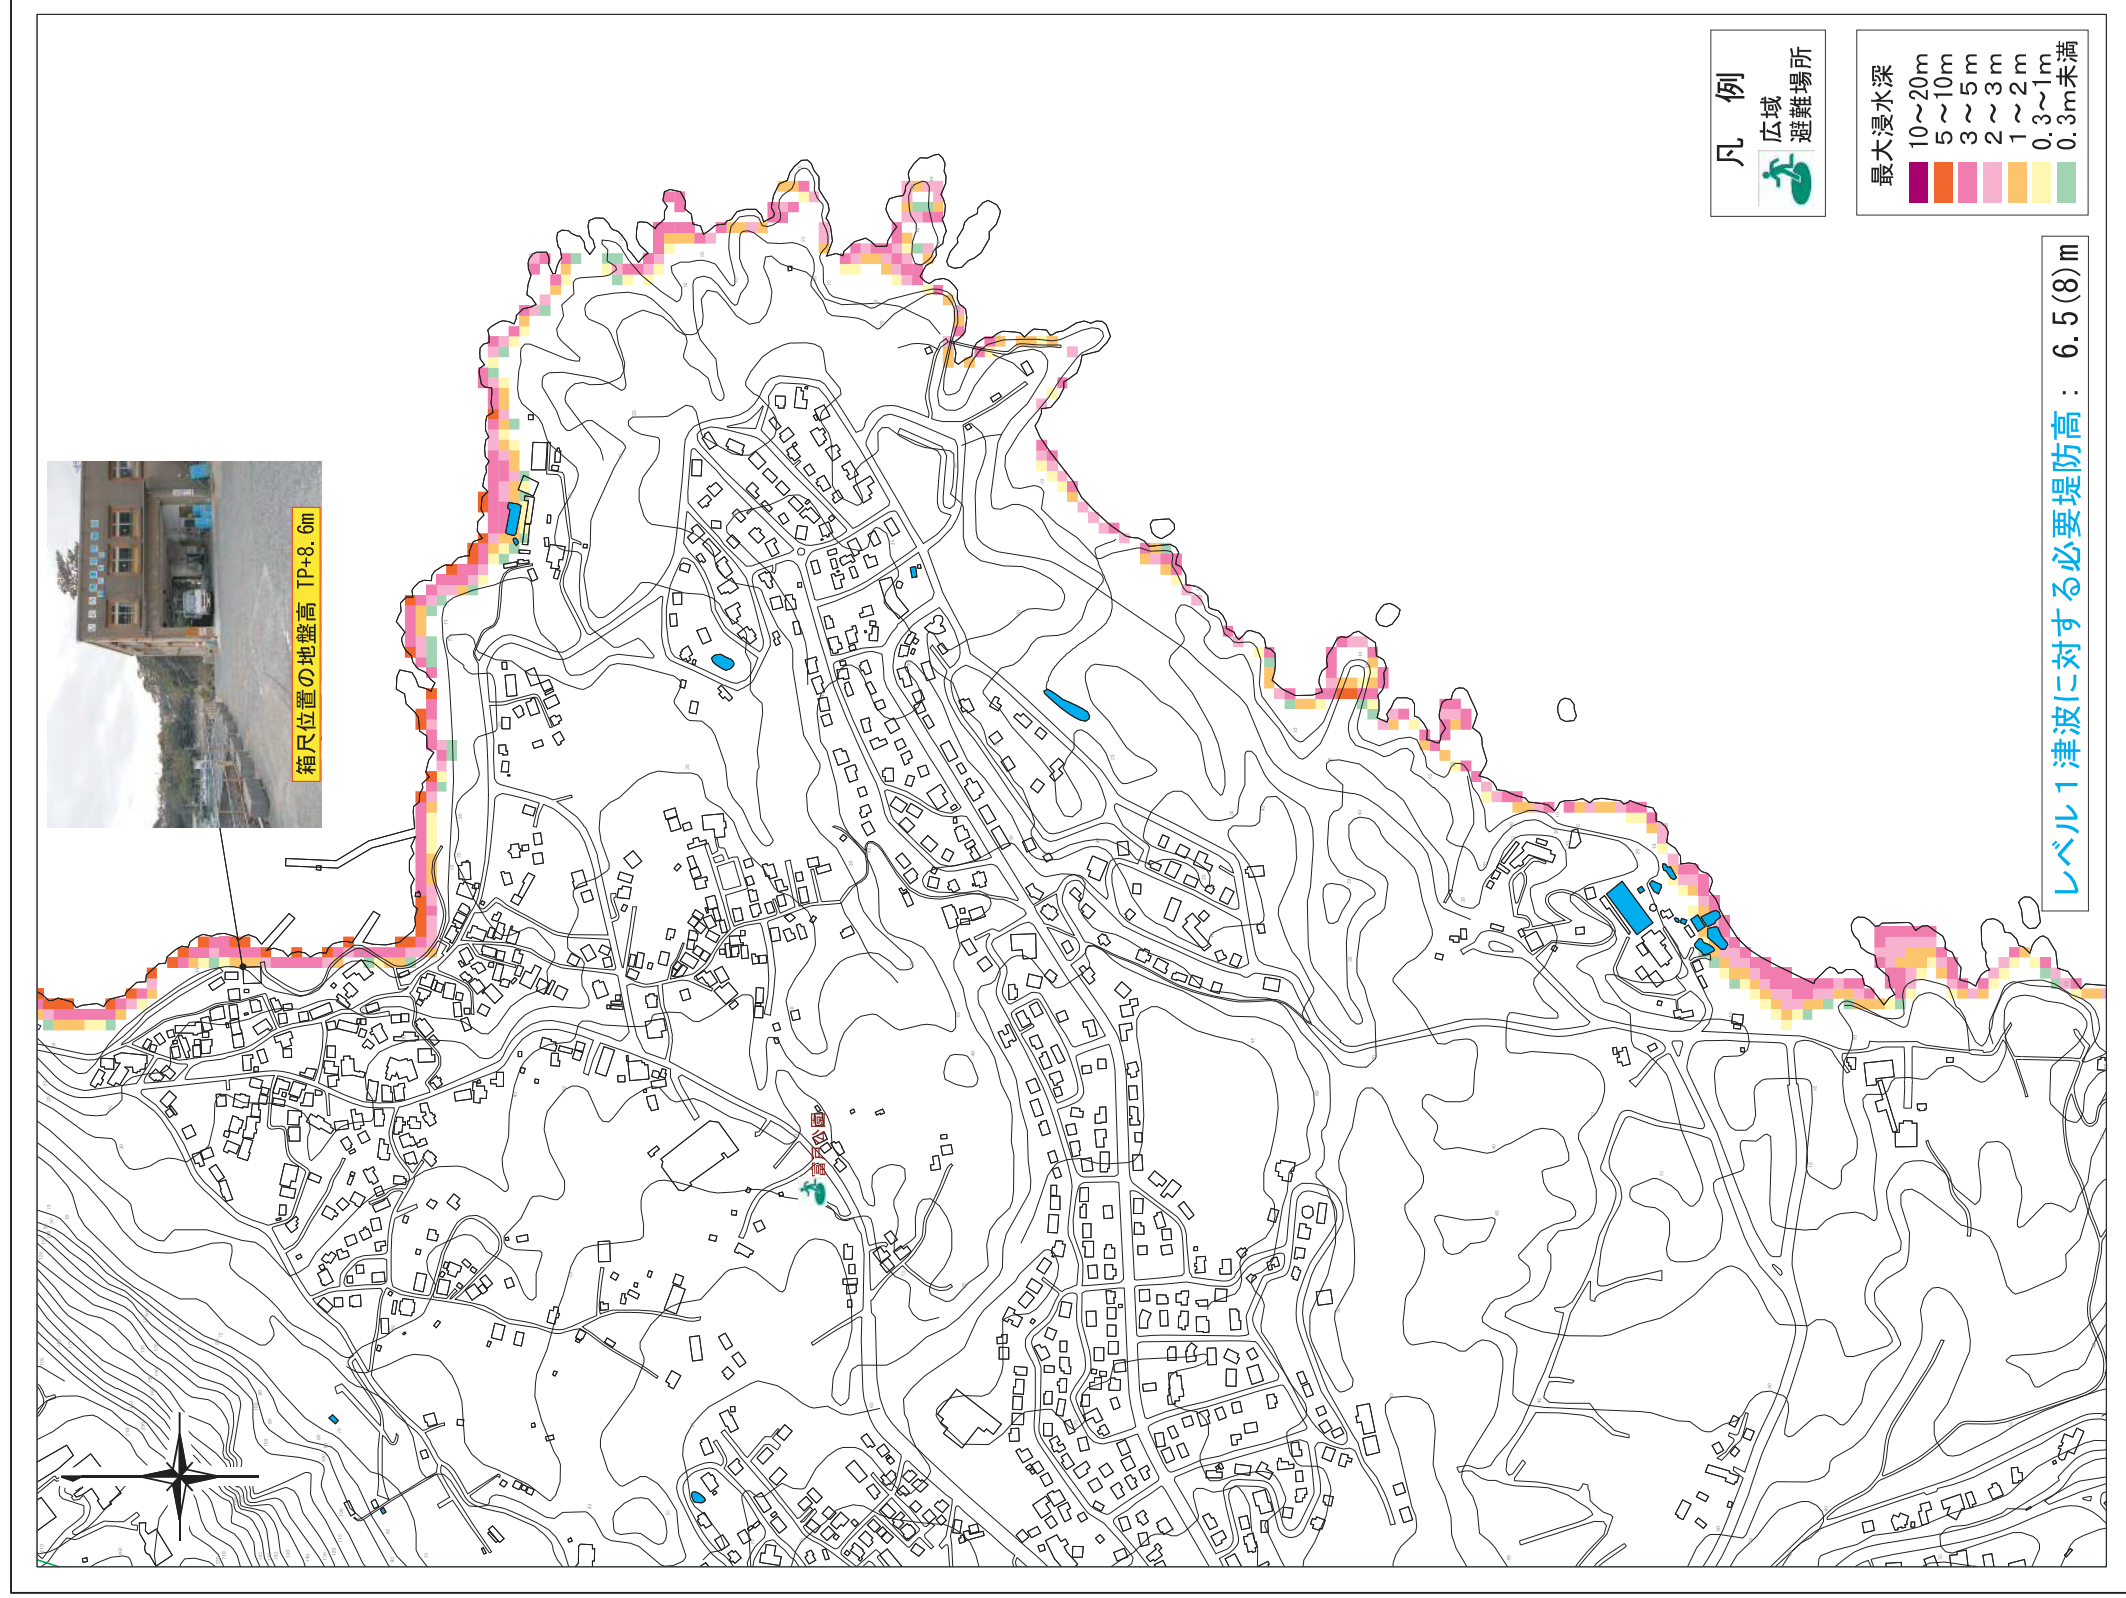 凡 例
広域
避難場所
最大浸水深
10～20m
5～10m
3～5m
2～3m
1～2m
0.3～1m
0.3m未満
レベル1津波に対する必要堤防高： 6.5(8)m
箱尺位置の地盤高 TP+8.6m